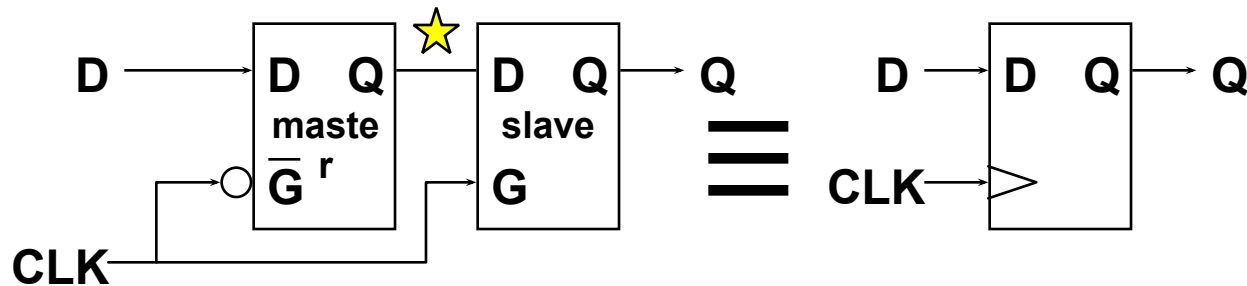 D D Q D Q Q D D Q Q
maste slave
r
G̅ G CLK
CLK